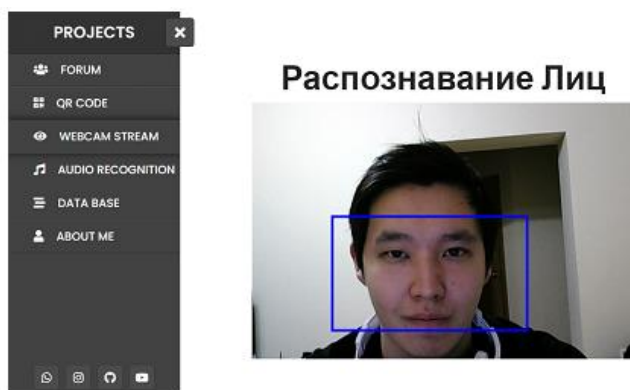 PROJECTS
FORUM
QR CODE
WEBCAM STREAM
AUDIO RECOGNITION
DATA BASE
ABOUT ME
Распознавание Лиц